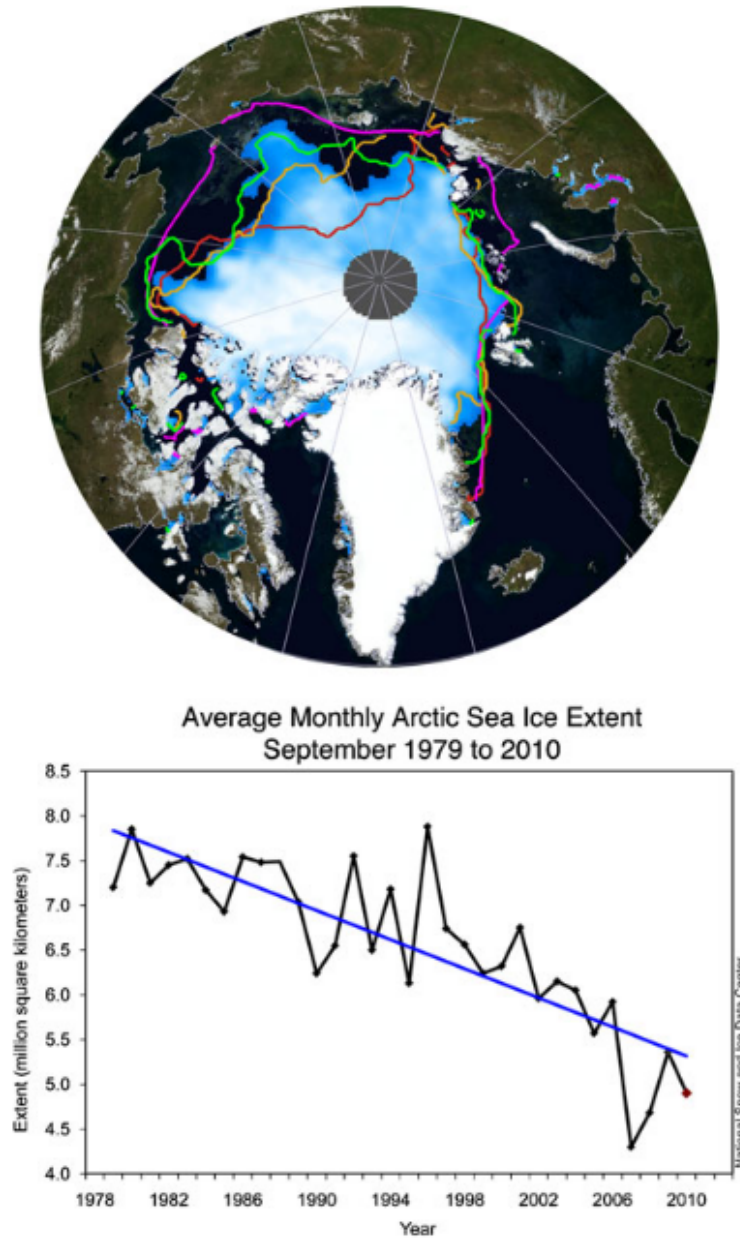 Average Monthly Arctic Sea Ice Extent
September 1979 to 2010
Extent (million square kilometers)
8.5
8.0
7.5
7.0
6.5
6.0
5.5
5.0
4.5
4.0
1978 1982 1986 1990 1994 1998 2002 2006 2010
Year
National Snow and Ice Data Center